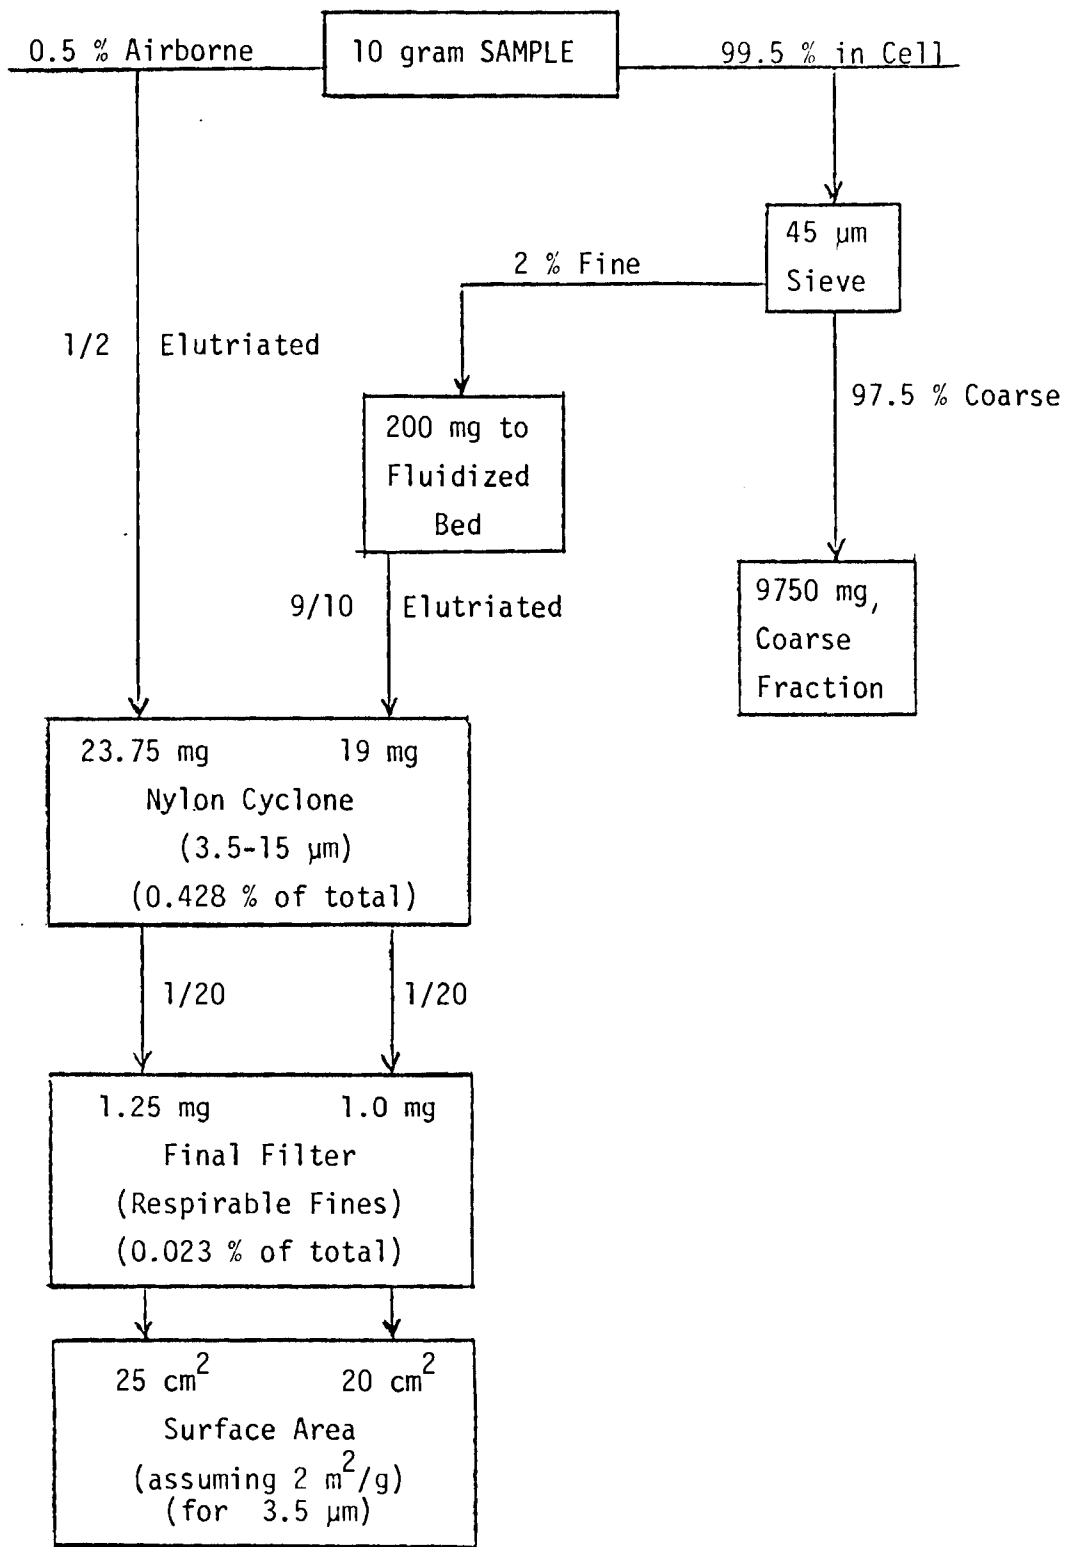 0.5 % Airborne
10 gram SAMPLE
99.5 % in Cell
45 µm
Sieve
2 % Fine
1/2 Elutriated
97.5 % Coarse
200 mg to
Fluidized
Bed
9/10 Elutriated
9750 mg,
Coarse
Fraction
23.75 mg 19 mg
Nylon Cyclone
(3.5-15 µm)
(0.428 % of total)
1/20 1/20
1.25 mg 1.0 mg
Final Filter
(Respirable Fines)
(0.023 % of total)
25 cm² 20 cm²
Surface Area
(assuming 2 m²/g)
(for 3.5 µm)